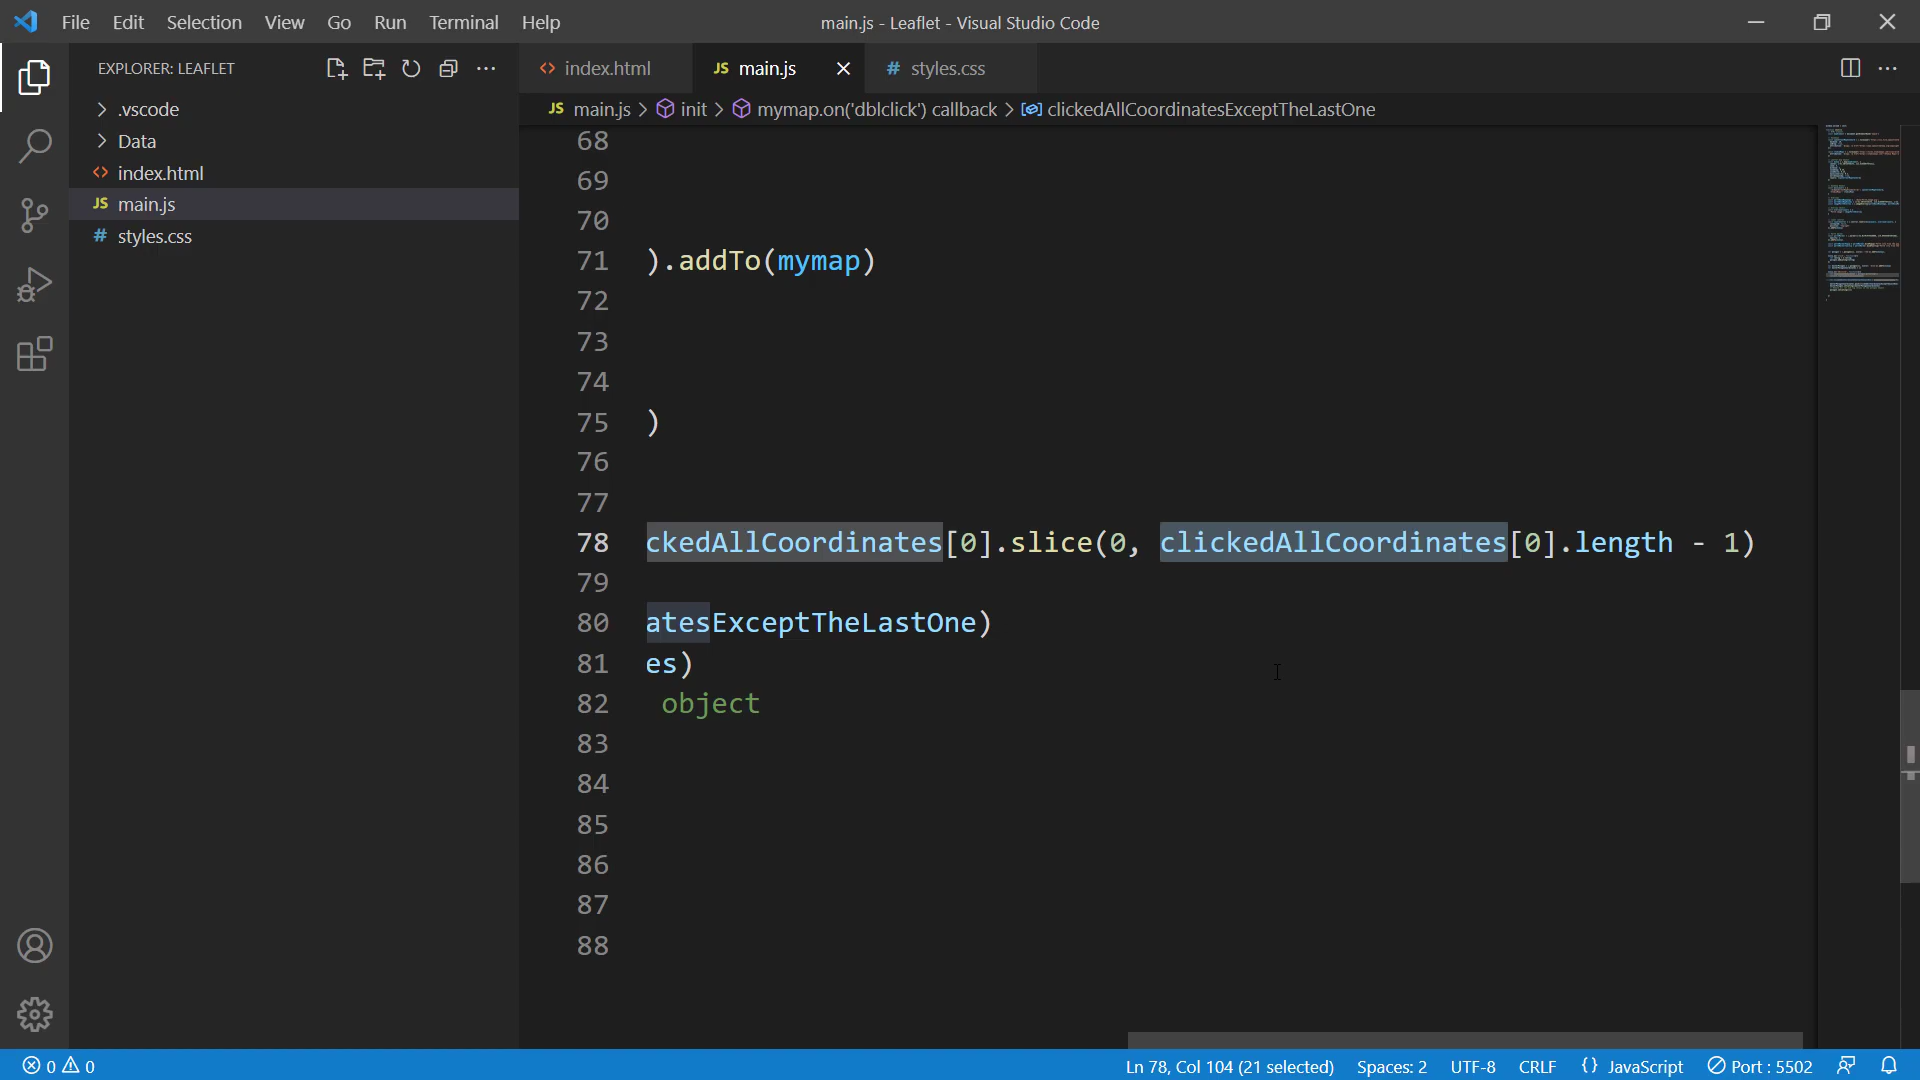 File Edit Selection View Go Run Terminal Help
main.js - Leaflet - Visual Studio Code
EXPLORER: LEAFLET
.vscode
Data
index.html
JS main.js
# styles.css
index.html
JS main.js
# styles.css
JS main.js > init > mymap.on('dblclick') callback > clickedAllCoordinatesExceptTheLastOne
68
69
70
71 ).addTo(mymap)
72
73
74
75 )
76
77
78 ckedAllCoordinates[0].slice(0, clickedAllCoordinates[0].length - 1)
79
80 atesExceptTheLastOne)
81 es)
82 object
83
84
85
86
87
88
0 0
Ln 78, Col 104 (21 selected) Spaces: 2 UTF-8 CRLF {} JavaScript Port : 5502